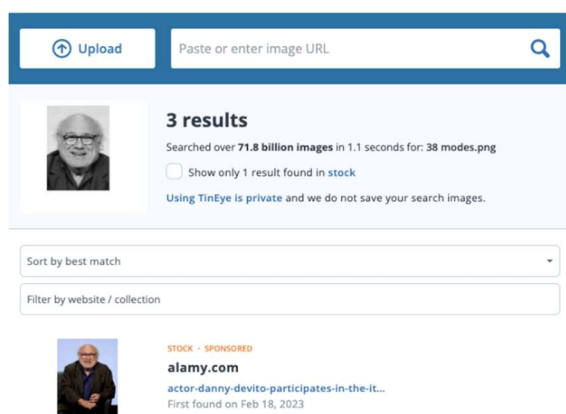 Upload
Paste or enter image URL
3 results
Searched over 71.8 billion images in 1.1 seconds for: 38 modes.png
Show only 1 result found in stock
Using TinEye is private and we do not save your search images.
Sort by best match
Filter by website / collection
STOCK - SPONSORED
alamy.com
actor-danny-devito-participates-in-the-it...
First found on Feb 18, 2023